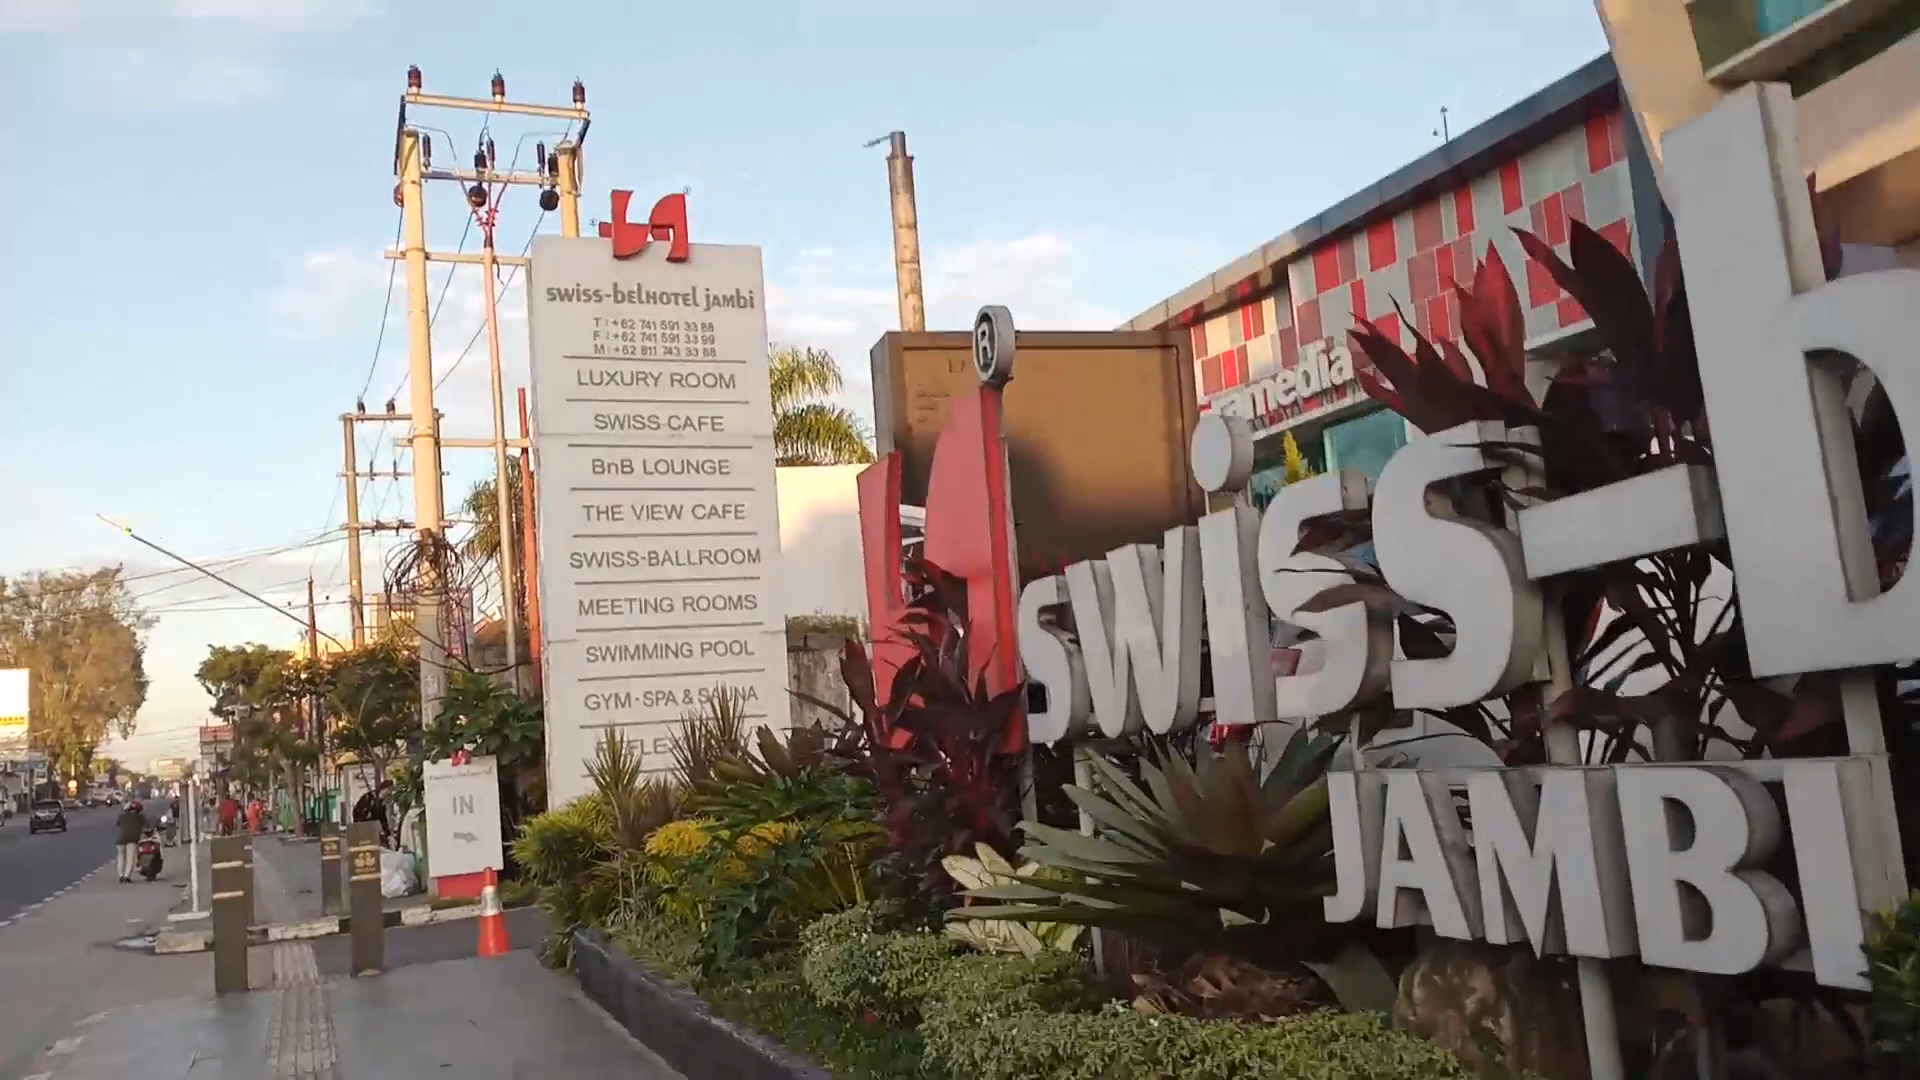 swiss-belHOTEL jambi
T : +62 741 591 33 88
F : +62 741 591 33 99
M : +62 811 743 33 88
LUXURY ROOM
SWISS CAFE
BnB LOUNGE
THE VIEW CAFE
SWISS-BALLROOM
MEETING ROOMS
SWIMMING POOL
GYM · SPA & SAUNA
IN
®
swiss-b
JAMBI
ramedia